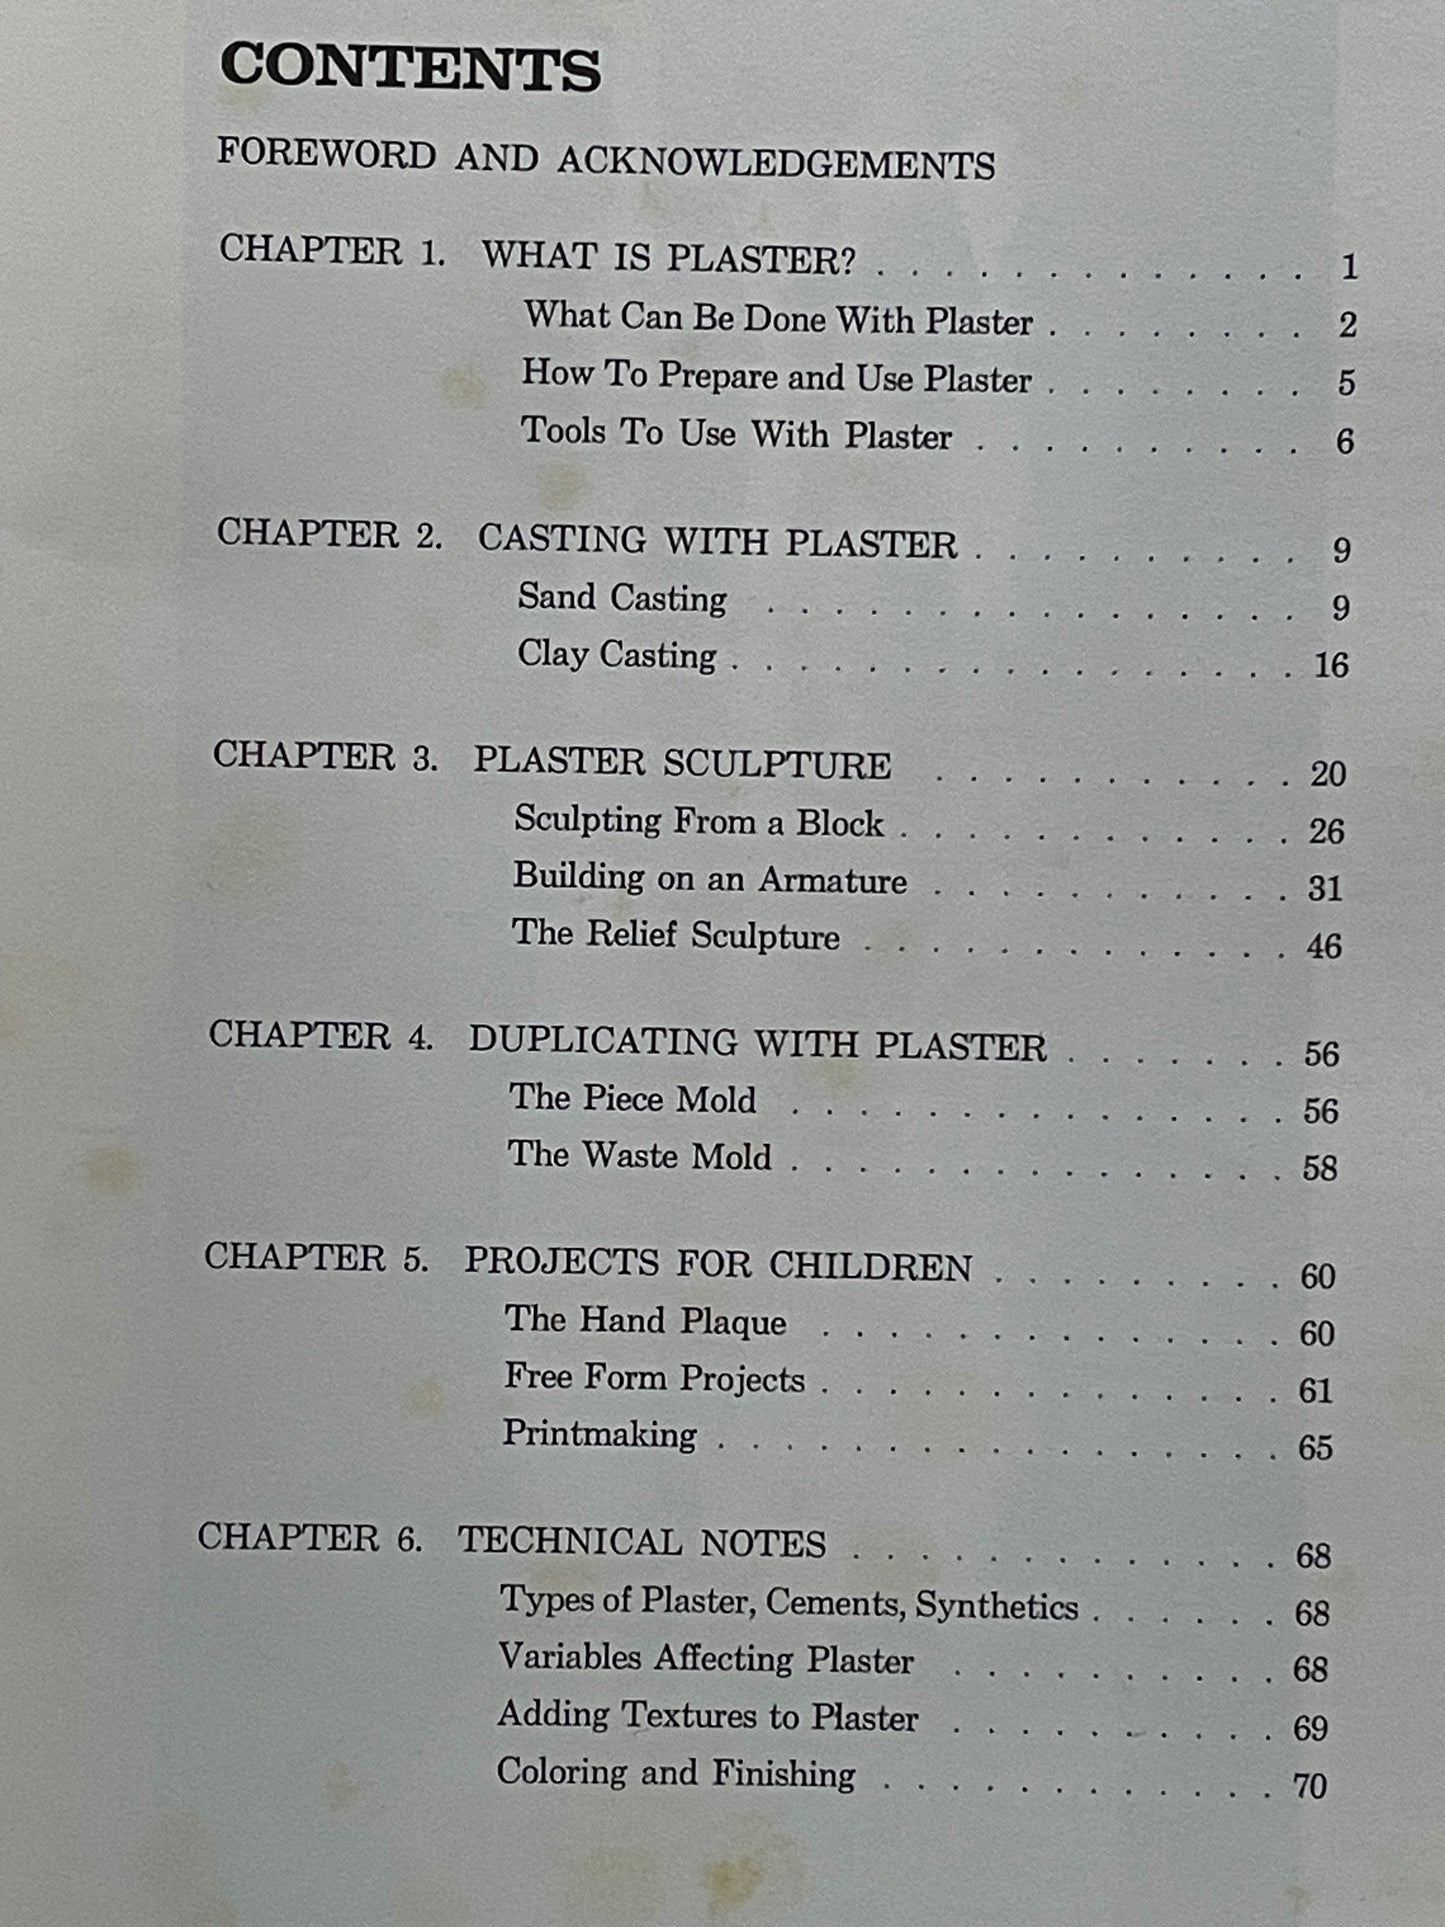 CONTENTS
FOREWORD AND ACKNOWLEDGEMENTS
CHAPTER 1. WHAT IS PLASTER? . . . . . . . . . . . . . 1
What Can Be Done With Plaster . . . . . . . . 2
How To Prepare and Use Plaster . . . . . . . . 5
Tools To Use With Plaster . . . . . . . . . . 6
CHAPTER 2. CASTING WITH PLASTER . . . . . . . . . . 9
Sand Casting . . . . . . . . . . . . . . . . 9
Clay Casting . . . . . . . . . . . . . . . . . 16
CHAPTER 3. PLASTER SCULPTURE . . . . . . . . . . . 20
Sculpting From a Block . . . . . . . . . . . . 26
Building on an Armature . . . . . . . . . . . 31
The Relief Sculpture . . . . . . . . . . . . . 46
CHAPTER 4. DUPLICATING WITH PLASTER . . . . . . . 56
The Piece Mold . . . . . . . . . . . . . . . 56
The Waste Mold . . . . . . . . . . . . . . . 58
CHAPTER 5. PROJECTS FOR CHILDREN . . . . . . . . . 60
The Hand Plaque . . . . . . . . . . . . . . 60
Free Form Projects . . . . . . . . . . . . . . 61
Printmaking . . . . . . . . . . . . . . . . . 65
CHAPTER 6. TECHNICAL NOTES . . . . . . . . . . . . . 68
Types of Plaster, Cements, Synthetics . . . . . . 68
Variables Affecting Plaster . . . . . . . . . . 68
Adding Textures to Plaster . . . . . . . . . . 69
Coloring and Finishing . . . . . . . . . . . . 70